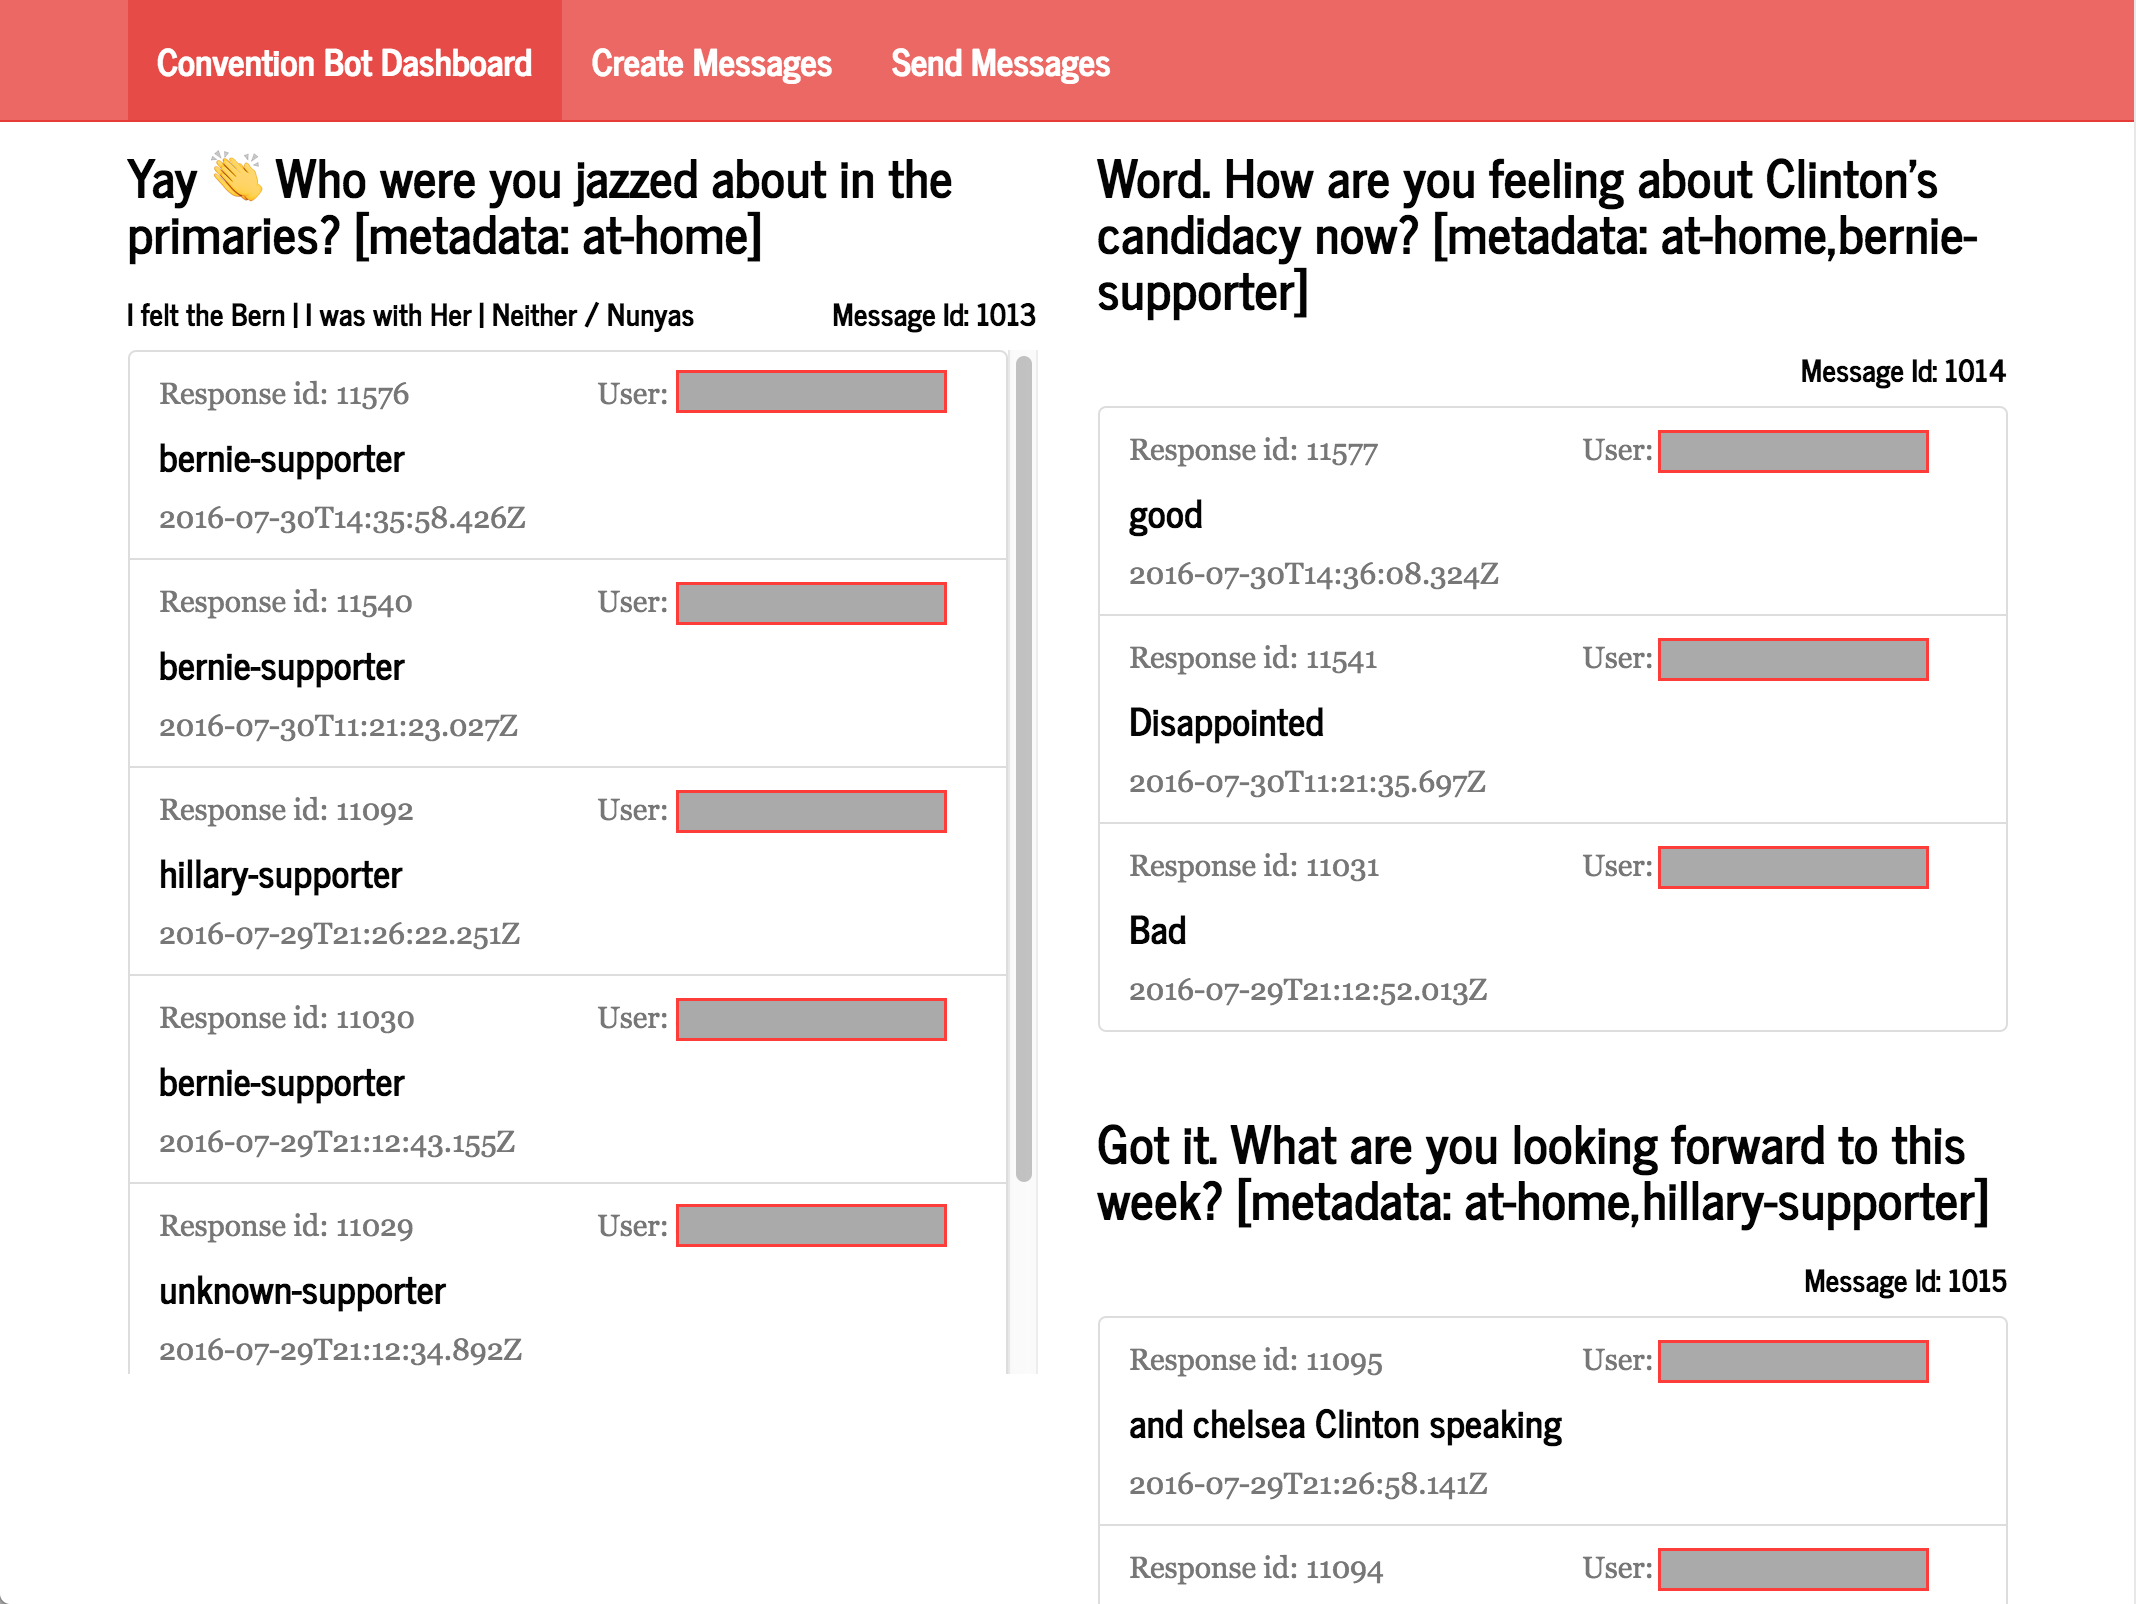 Convention Bot Dashboard
Create Messages
Send Messages
Yay 👏 Who were you jazzed about in the
primaries? [metadata: at-home]
I felt the Bern | I was with Her | Neither / Nunyas
Message Id: 1013
Response id: 11576 User:
bernie-supporter
2016-07-30T14:35:58.426Z
Response id: 11540 User:
bernie-supporter
2016-07-30T11:21:23.027Z
Response id: 11092 User:
hillary-supporter
2016-07-29T21:26:22.251Z
Response id: 11030 User:
bernie-supporter
2016-07-29T21:12:43.155Z
Response id: 11029 User:
unknown-supporter
2016-07-29T21:12:34.892Z
Word. How are you feeling about Clinton's
candidacy now? [metadata: at-home,bernie-
supporter]
Message Id: 1014
Response id: 11577 User:
good
2016-07-30T14:36:08.324Z
Response id: 11541 User:
Disappointed
2016-07-30T11:21:35.697Z
Response id: 11031 User:
Bad
2016-07-29T21:12:52.013Z
Got it. What are you looking forward to this
week? [metadata: at-home,hillary-supporter]
Message Id: 1015
Response id: 11095 User:
and chelsea Clinton speaking
2016-07-29T21:26:58.141Z
Response id: 11094 User: